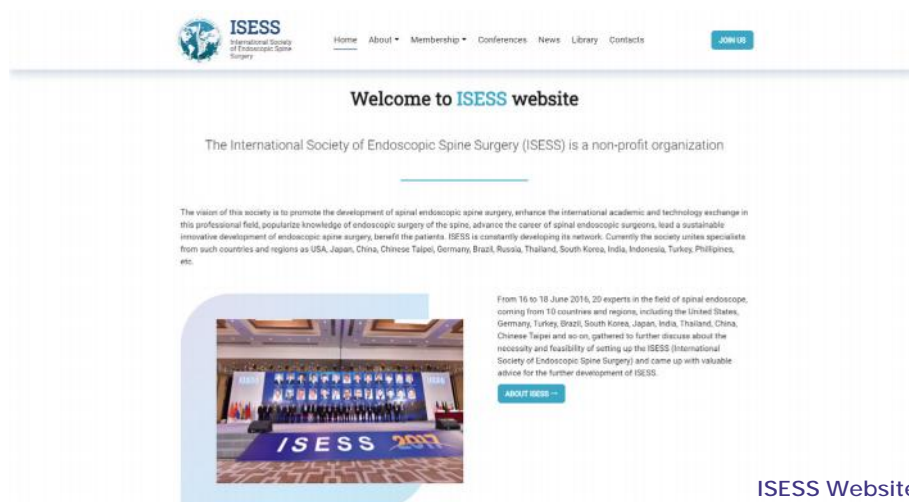 ISESS
International Society
of Endoscopic Spine
Surgery
Home About Membership Conferences News Library Contacts
JOIN US
Welcome to ISESS website
The International Society of Endoscopic Spine Surgery (ISESS) is a non-profit organization
The vision of this society is to promote the development of spinal endoscopic spine surgery, enhance the international academic and technology exchange in
this professional field, popularize knowledge of endoscopic surgery of the spine, advance the career of spinal endoscopic surgeons, lead a sustainable
innovative development of endoscopic spine surgery, benefit the patients. ISESS is constantly developing its network. Currently the society unites specialists
from such countries and regions as USA, Japan, China, Chinese Taipei, Germany, Brazil, Russia, Thailand, South Korea, India, Indonesia, Turkey, Phillipines,
etc.
From 16 to 18 June 2016, 20 experts in the field of spinal endoscope,
coming from 10 countries and regions, including the United States,
Germany, Turkey, Brazil, South Korea, Japan, India, Thailand, China,
Chinese Taipei and so on, gathered to further discuss about the
necessity and feasibility of setting up the ISESS (International
Society of Endoscopic Spine Surgery) and came up with valuable
advice for the further development of ISESS.
ABOUT ISESS →
ISESS 2017
ISESS Website